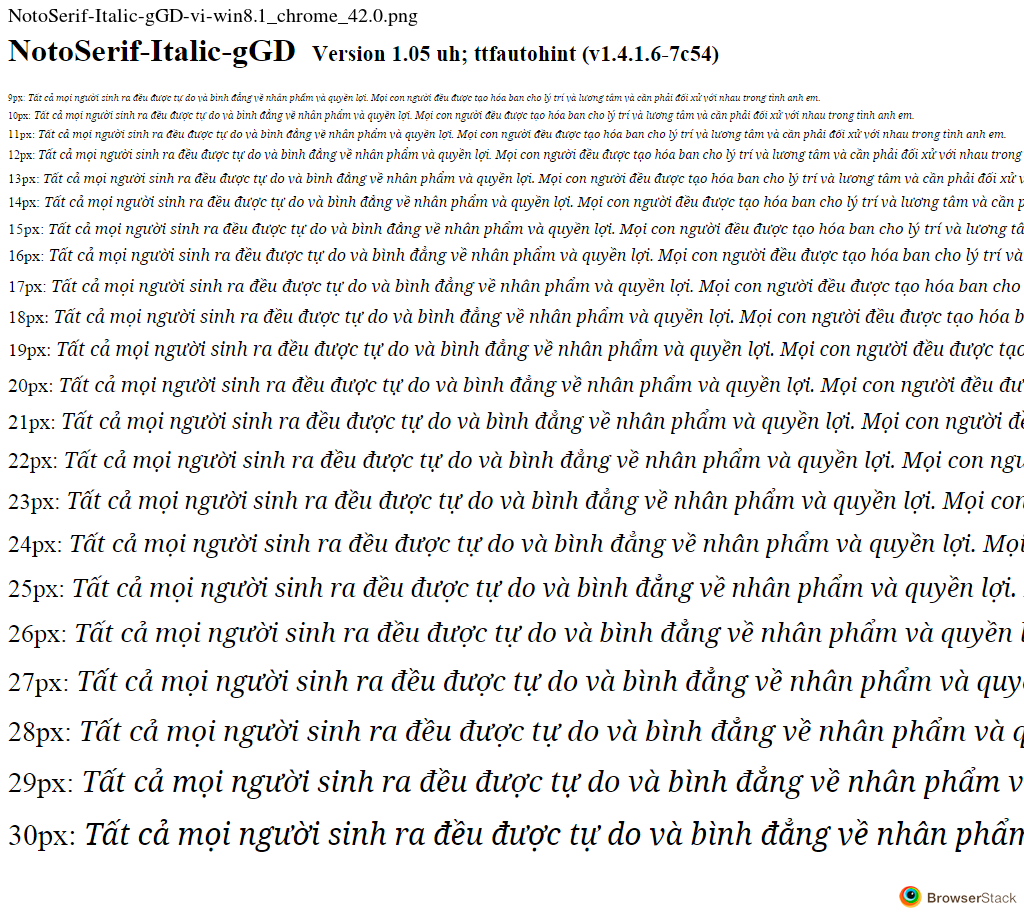 NotoSerif-Italic-gGD-vi-win8.1_chrome_42.0.png
NotoSerif-Italic-gGD Version 1.05 uh; ttfautohint (v1.4.1.6-7c54)
9px: Tất cả mọi người sinh ra đều được tự do và bình đẳng về nhân phẩm và quyền lợi. Mọi con người đều được tạo hóa ban cho lý trí và lương tâm và cần phải đối xử với nhau trong tình anh em.
10px: Tất cả mọi người sinh ra đều được tự do và bình đẳng về nhân phẩm và quyền lợi. Mọi con người đều được tạo hóa ban cho lý trí và lương tâm và cần phải đối xử với nhau trong tình anh em.
11px: Tất cả mọi người sinh ra đều được tự do và bình đẳng về nhân phẩm và quyền lợi. Mọi con người đều được tạo hóa ban cho lý trí và lương tâm và cần phải đối xử với nhau trong tình anh em.
12px: Tất cả mọi người sinh ra đều được tự do và bình đẳng về nhân phẩm và quyền lợi. Mọi con người đều được tạo hóa ban cho lý trí và lương tâm và cần phải đối xử với nhau trong
13px: Tất cả mọi người sinh ra đều được tự do và bình đẳng về nhân phẩm và quyền lợi. Mọi con người đều được tạo hóa ban cho lý trí và lương tâm và cần phải đối xử v
14px: Tất cả mọi người sinh ra đều được tự do và bình đẳng về nhân phẩm và quyền lợi. Mọi con người đều được tạo hóa ban cho lý trí và lương tâm và cần p
15px: Tất cả mọi người sinh ra đều được tự do và bình đẳng về nhân phẩm và quyền lợi. Mọi con người đều được tạo hóa ban cho lý trí và lương tâ
16px: Tất cả mọi người sinh ra đều được tự do và bình đẳng về nhân phẩm và quyền lợi. Mọi con người đều được tạo hóa ban cho lý trí và
17px: Tất cả mọi người sinh ra đều được tự do và bình đẳng về nhân phẩm và quyền lợi. Mọi con người đều được tạo hóa ban cho
18px: Tất cả mọi người sinh ra đều được tự do và bình đẳng về nhân phẩm và quyền lợi. Mọi con người đều được tạo hóa b
19px: Tất cả mọi người sinh ra đều được tự do và bình đẳng về nhân phẩm và quyền lợi. Mọi con người đều được tạo
20px: Tất cả mọi người sinh ra đều được tự do và bình đẳng về nhân phẩm và quyền lợi. Mọi con người đều đư
21px: Tất cả mọi người sinh ra đều được tự do và bình đẳng về nhân phẩm và quyền lợi. Mọi con người đề
22px: Tất cả mọi người sinh ra đều được tự do và bình đẳng về nhân phẩm và quyền lợi. Mọi con ngư
23px: Tất cả mọi người sinh ra đều được tự do và bình đẳng về nhân phẩm và quyền lợi. Mọi con
24px: Tất cả mọi người sinh ra đều được tự do và bình đẳng về nhân phẩm và quyền lợi. Mọi
25px: Tất cả mọi người sinh ra đều được tự do và bình đẳng về nhân phẩm và quyền lợi.
26px: Tất cả mọi người sinh ra đều được tự do và bình đẳng về nhân phẩm và quyền l
27px: Tất cả mọi người sinh ra đều được tự do và bình đẳng về nhân phẩm và quy
28px: Tất cả mọi người sinh ra đều được tự do và bình đẳng về nhân phẩm và q
29px: Tất cả mọi người sinh ra đều được tự do và bình đẳng về nhân phẩm v
30px: Tất cả mọi người sinh ra đều được tự do và bình đẳng về nhân phẩm
BrowserStack